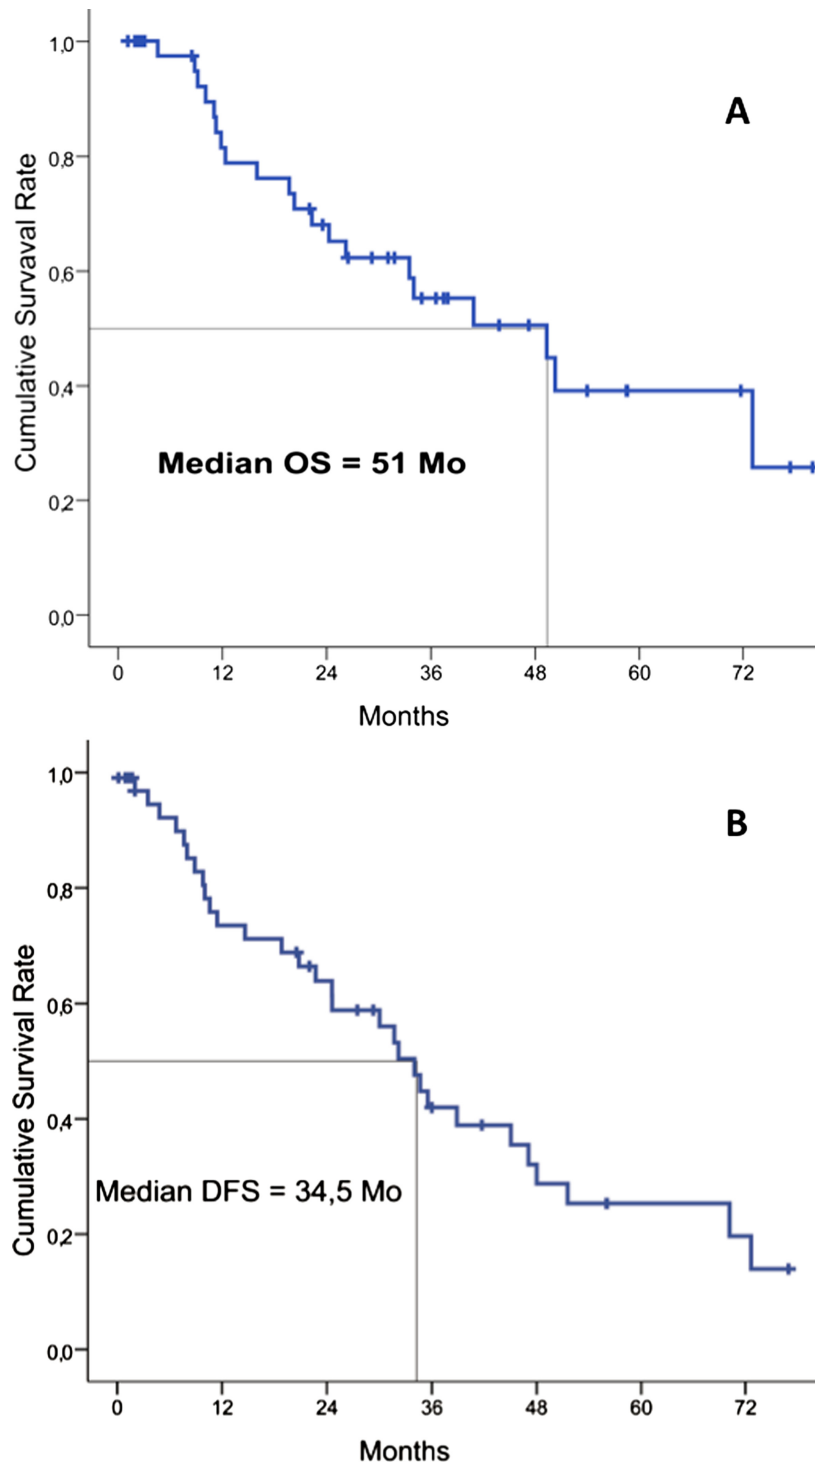 A
Cumulative Survaval Rate
1,0
0,8
0,6
0,4
0,2
0,0
Median OS = 51 Mo
0 12 24 36 48 60 72
Months
B
Cumulative Survival Rate
1,0
0,8
0,6
0,4
0,2
0,0
Median DFS = 34,5 Mo
0 12 24 36 48 60 72
Months